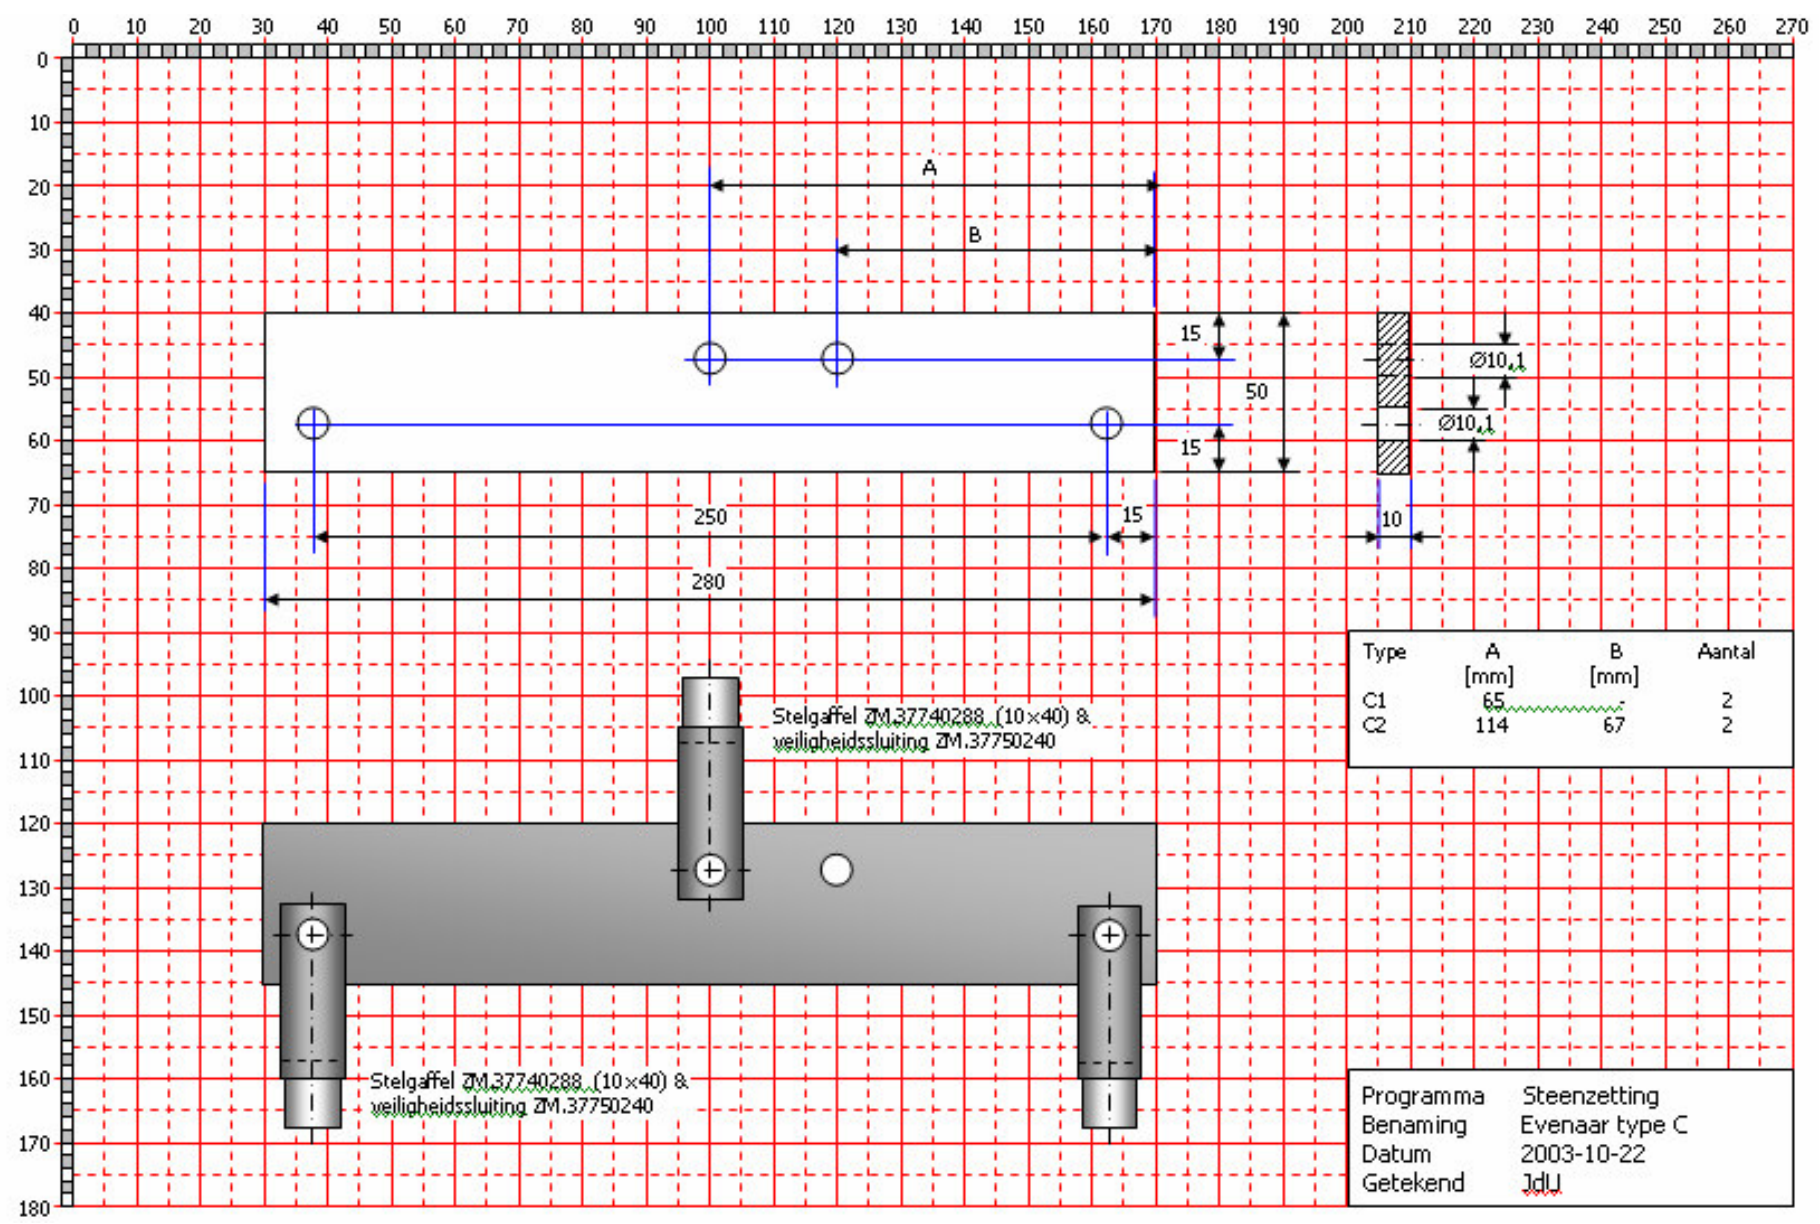 0 10 20 30 40 50 60 70 80 90 100 110 120 130 140 150 160 170 180 190 200 210 220 230 240 250 260 270
0
10
20
30
40
50
60
70
80
90
100
110
120
130
140
150
160
170
180
A
B
15
50
15
Ø10,1
Ø10,1
250
15
10
280
Type A B Aantal
[mm] [mm]
C1 65 - 2
C2 114 67 2
Stelgaffel ZM.37740288 (10×40) &
veiligheidssluiting ZM.37750240
Stelgaffel ZM.37740288 (10×40) &
veiligheidssluiting ZM.37750240
Programma Steenzetting
Benaming Evenaar type C
Datum 2003-10-22
Getekend JdU